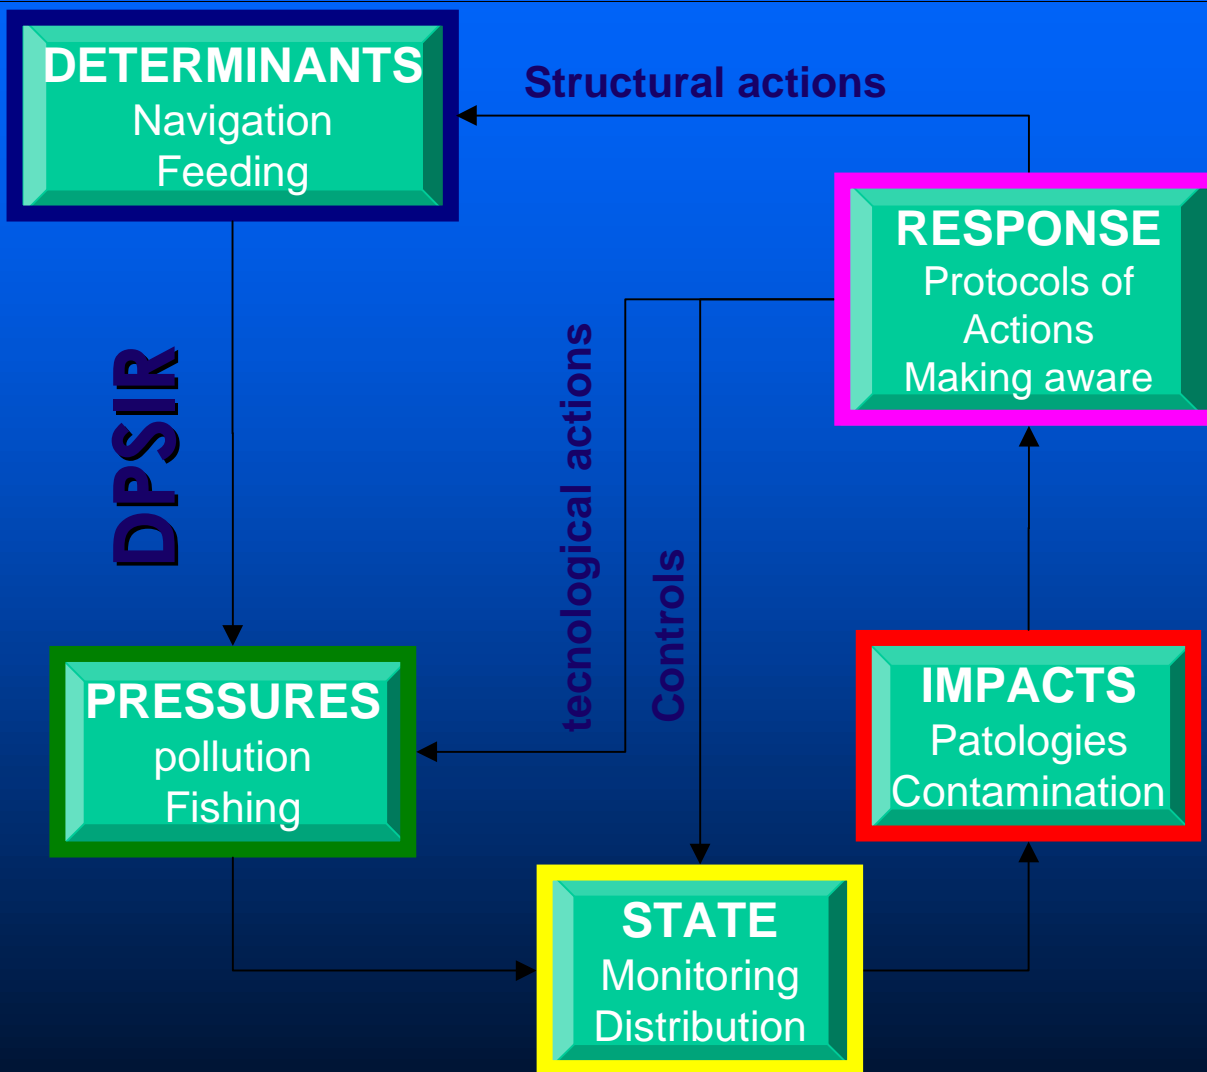 DETERMINANTS
Navigation
Feeding
Structural actions
RESPONSE
Protocols of
Actions
Making aware
DPSIR
tecnological actions
Controls
PRESSURES
pollution
Fishing
IMPACTS
Patologies
Contamination
STATE
Monitoring
Distribution